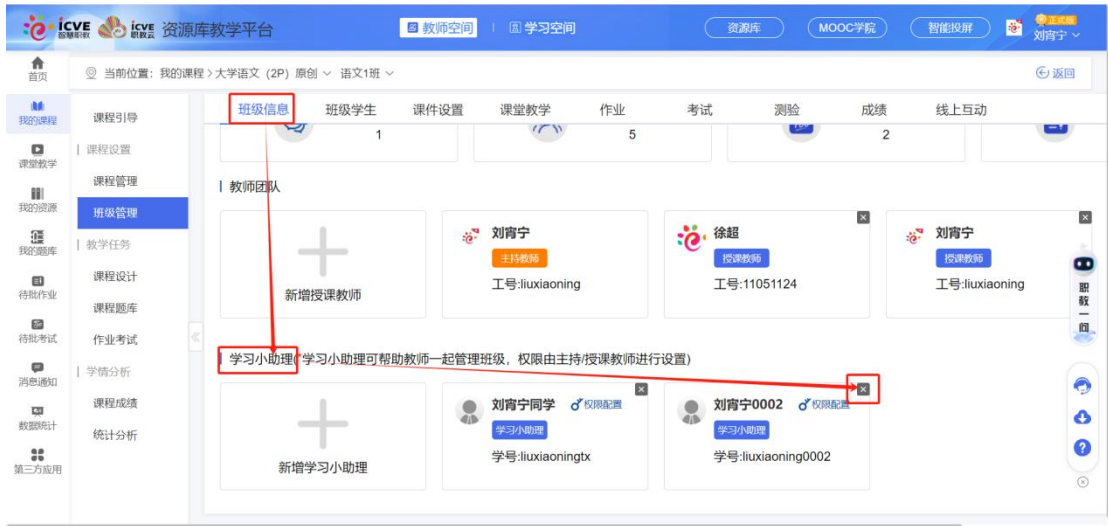 icve 智慧职教 icve 职教云 资源库教学平台 教师空间 学习空间 资源库 MOOC学院 智能投屏 正式版
刘宵宁
首页 当前位置：我的课程 > 大学语文（2P）原创 语文1班 返回
我的课程
课堂教学
我的资源
我的题库
待批作业
待批考试
消息通知
数据统计
第三方应用
课程引导
课程设置
课程管理
班级管理
教学任务
课程设计
课程题库
作业考试
学情分析
课程成绩
统计分析
班级信息 班级学生 课件设置 课堂教学 作业 考试 测验 成绩 线上互动
1 5 2
教师团队
新增授课教师
刘宵宁
主持教师
工号:liuxiaoning
徐超
授课教师
工号:11051124
刘宵宁
授课教师
工号:liuxiaoning
学习小助理("学习小助理可帮助教师一起管理班级，权限由主持/授课教师进行设置)
新增学习小助理
刘宵宁同学 权限配置
学习小助理
学号:liuxiaoningtx
刘宵宁0002 权限配置
学习小助理
学号:liuxiaoning0002
职教一问